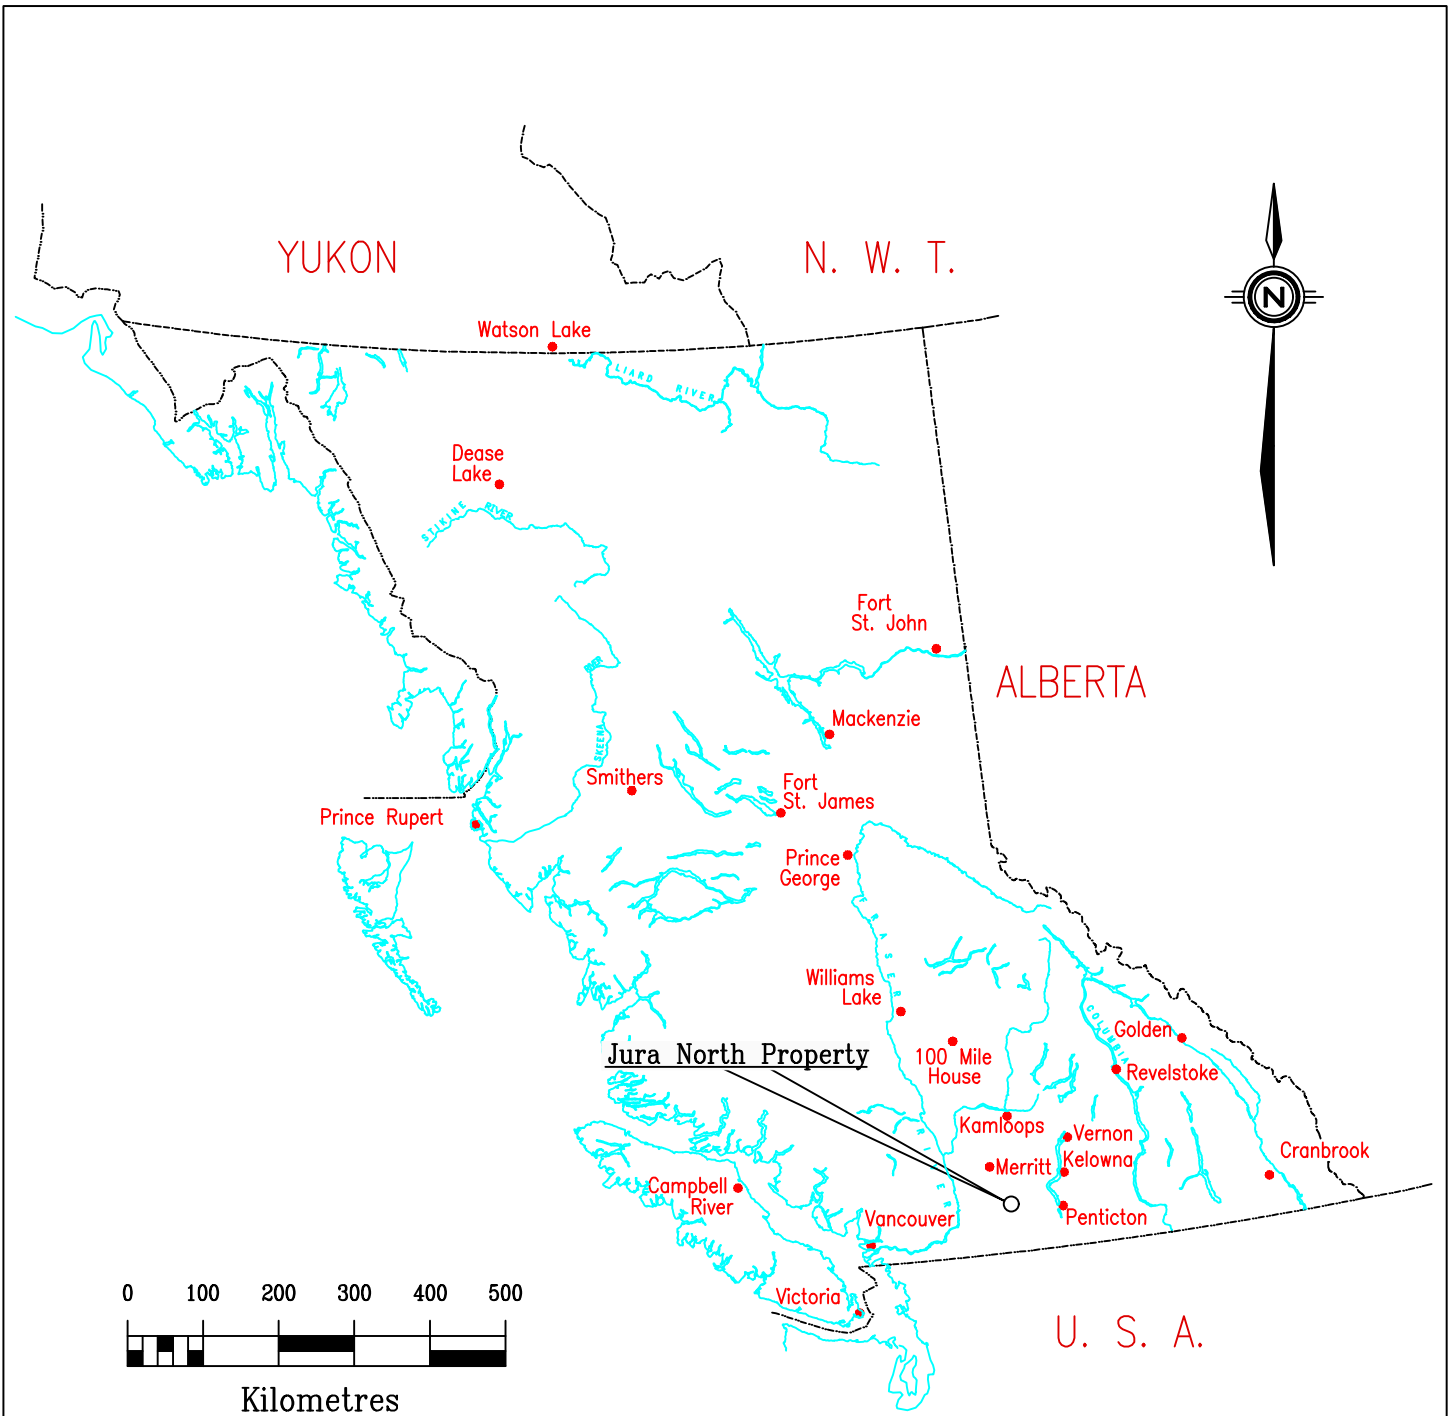 YUKON
N. W. T.
N
Watson Lake
LIARD RIVER
Dease
Lake
STIKINE RIVER
Fort
St. John
ALBERTA
SKEENA RIVER
Mackenzie
Smithers
Fort
St. James
Prince Rupert
Prince
George
FRASER RIVER
Williams
Lake
COLUMBIA
Golden
100 Mile
House
Jura North Property
Revelstoke
Kamloops
Vernon
Cranbrook
Merritt
Kelowna
Campbell
River
Vancouver
Penticton
Victoria
0 100 200 300 400 500
Kilometres
U. S. A.